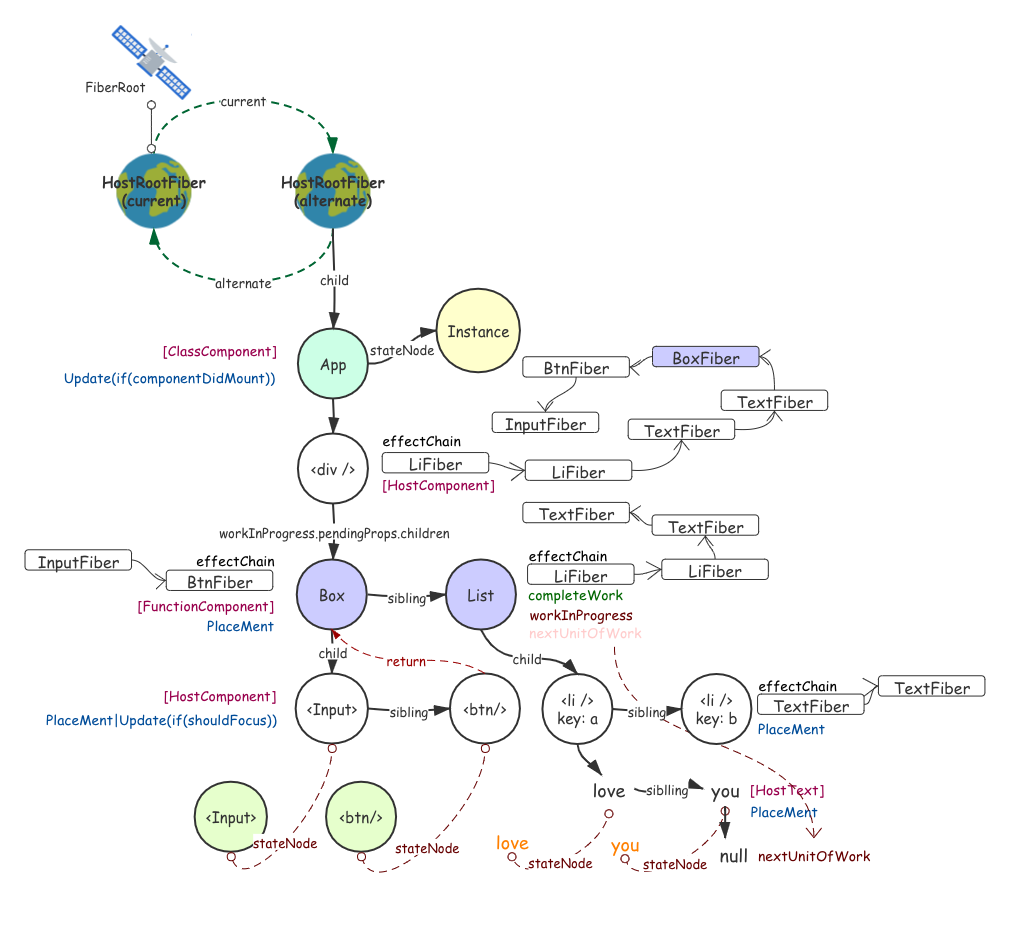 FiberRoot
current
HostRootFiber
(current)
HostRootFiber
(alternate)
alternate
child
Instance
stateNode
[ClassComponent]
App
Update(if(componentDidMount))
BoxFiber
BtnFiber
TextFiber
InputFiber
TextFiber
effectChain
LiFiber
LiFiber
[HostComponent]
<div />
TextFiber
TextFiber
workInProgress.pendingProps.children
InputFiber
effectChain
BtnFiber
effectChain
LiFiber
LiFiber
completeWork
workInProgress
nextUnitOfWork
Box
sibling
List
[FunctionComponent]
PlaceMent
child
return
child
[HostComponent]
PlaceMent|Update(if(shouldFocus))
<Input>
sibling
<btn/>
<li />
key: a
sibling
<li />
key: b
effectChain
TextFiber
TextFiber
PlaceMent
love
siblling
you
[HostText]
PlaceMent
<Input>
<btn/>
stateNode
stateNode
love
stateNode
you
stateNode
null
nextUnitOfWork